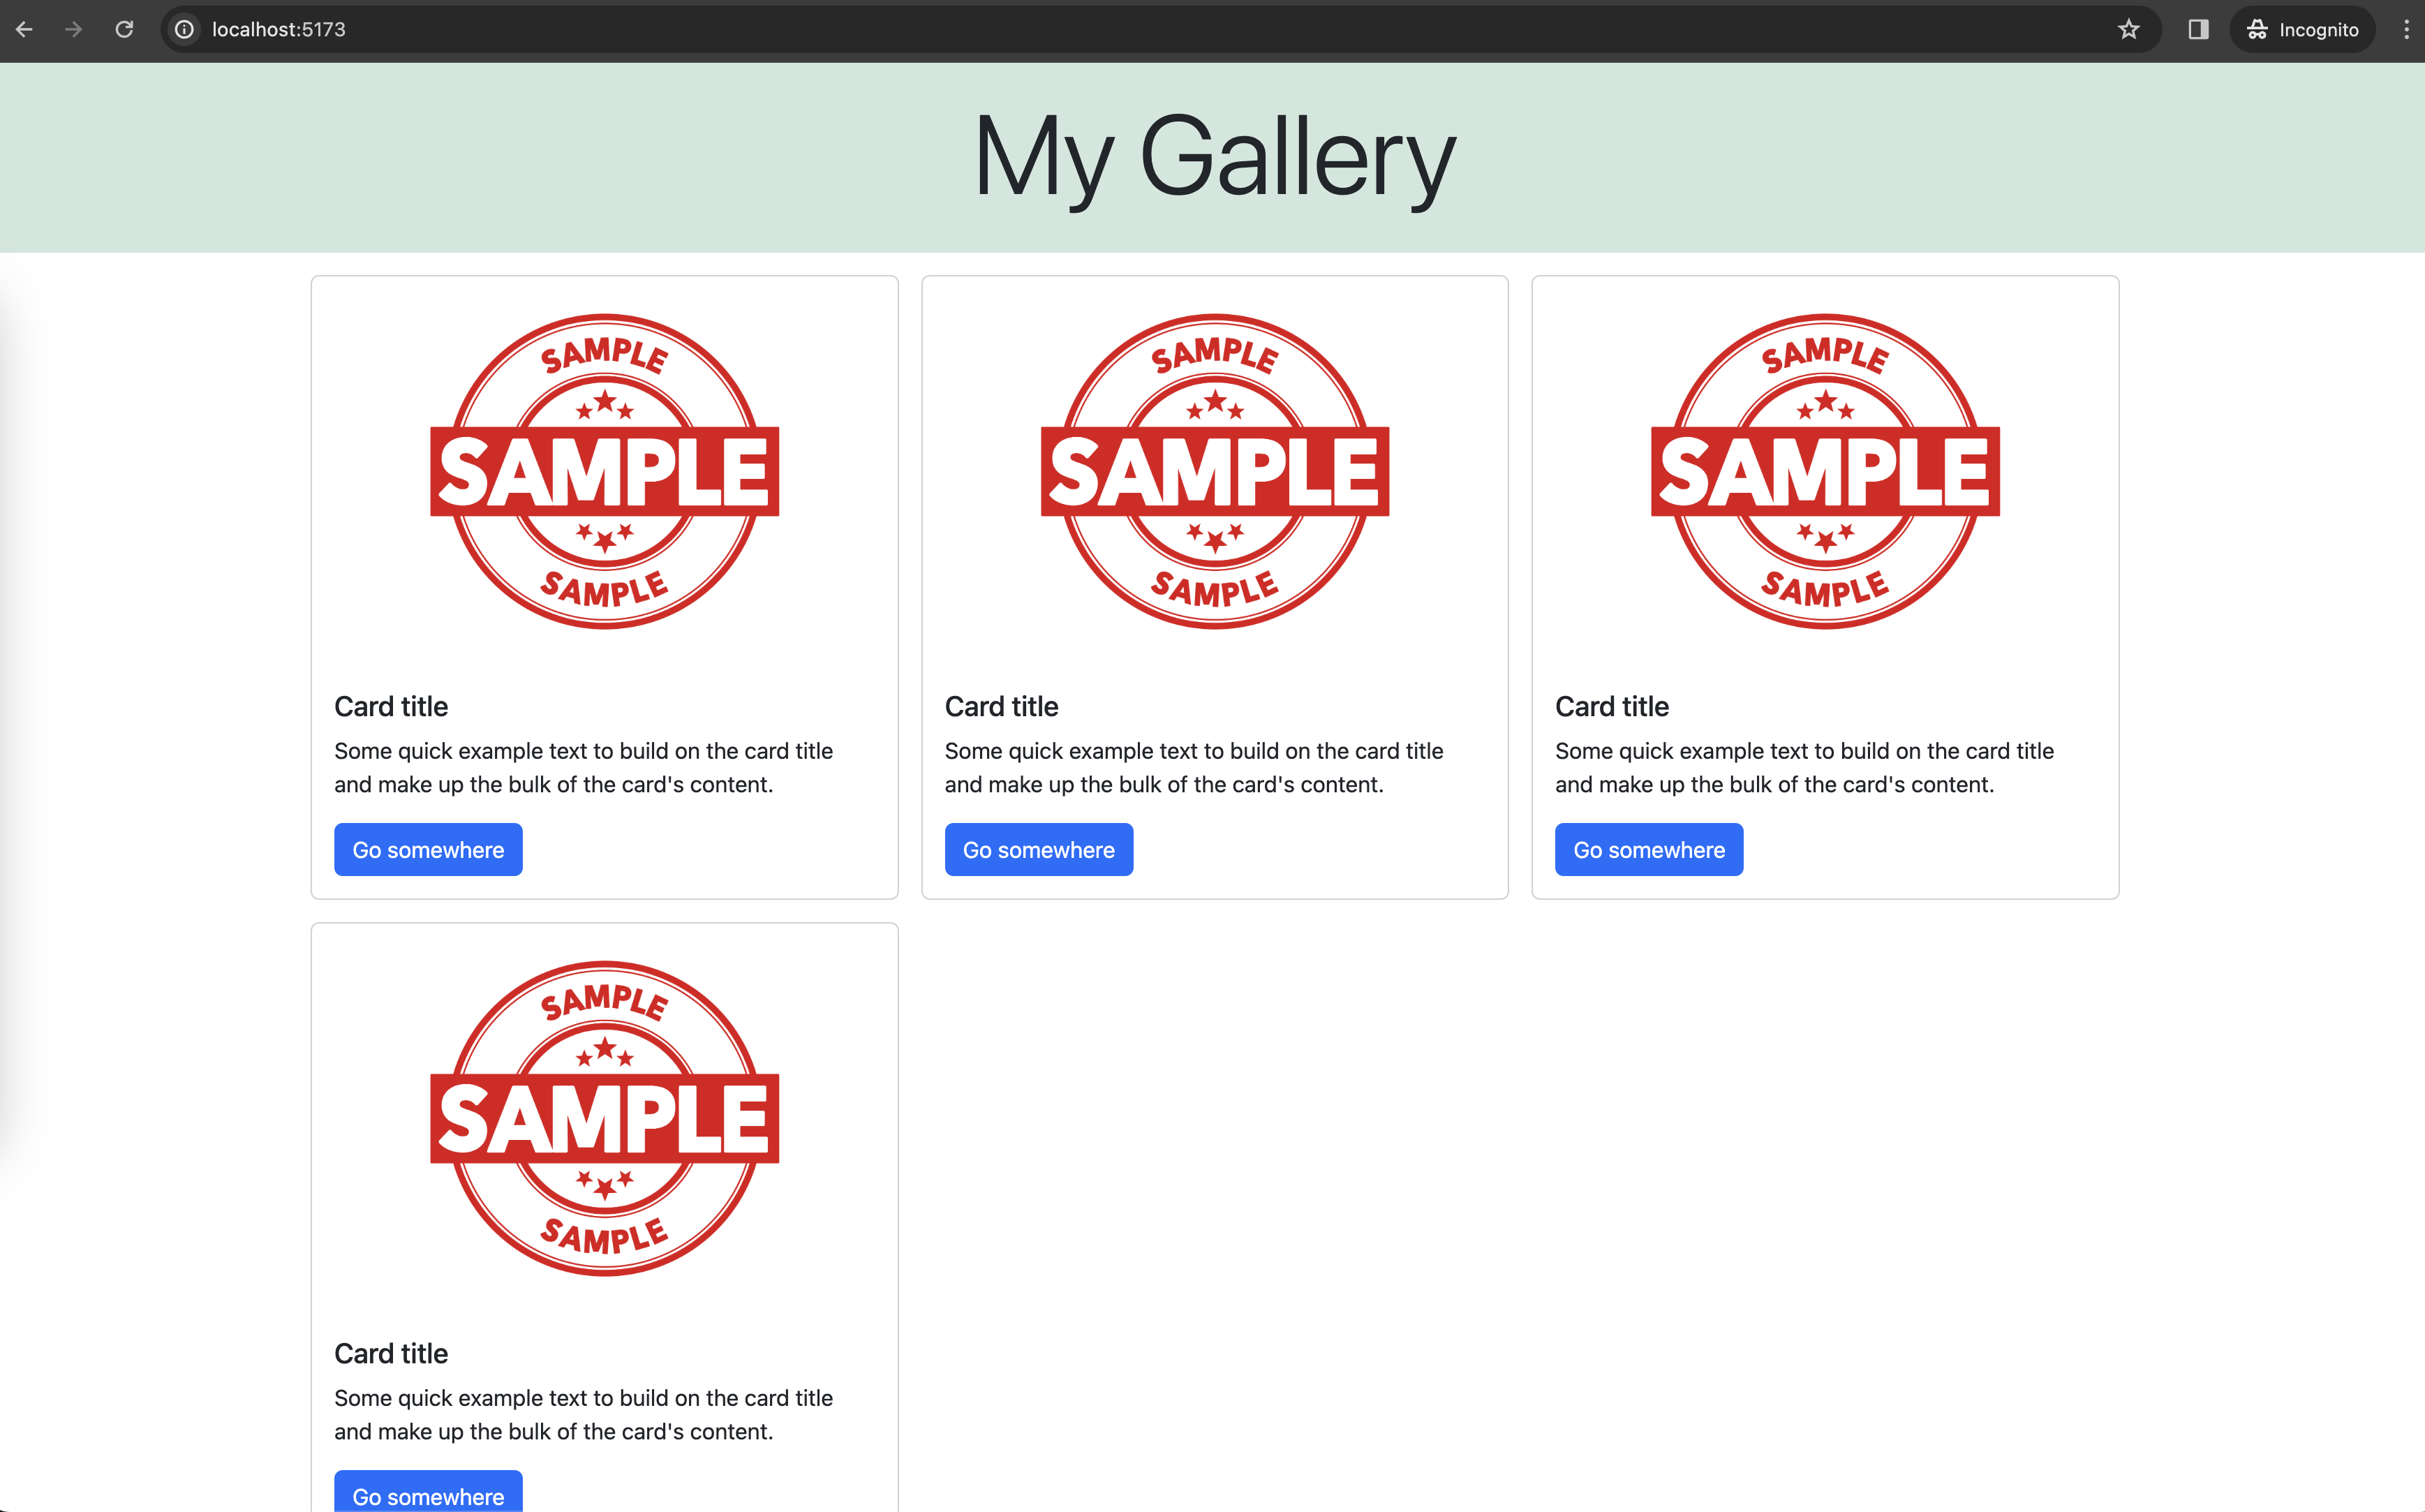 localhost:5173
Incognito
My Gallery
SAMPLE
SAMPLE
SAMPLE
Card title
Some quick example text to build on the card title
and make up the bulk of the card's content.
Go somewhere
SAMPLE
SAMPLE
SAMPLE
Card title
Some quick example text to build on the card title
and make up the bulk of the card's content.
Go somewhere
SAMPLE
SAMPLE
SAMPLE
Card title
Some quick example text to build on the card title
and make up the bulk of the card's content.
Go somewhere
SAMPLE
SAMPLE
SAMPLE
Card title
Some quick example text to build on the card title
and make up the bulk of the card's content.
Go somewhere